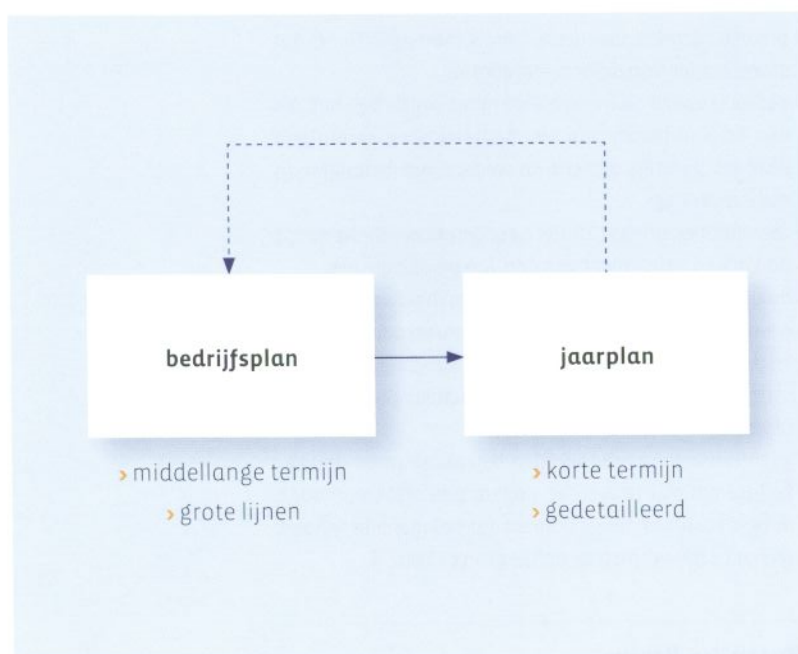 bedrijfsplan
› middellange termijn
› grote lijnen
jaarplan
› korte termijn
› gedetailleerd